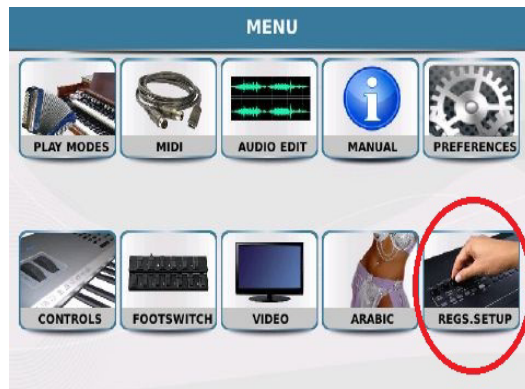 MENU
PLAY MODES
MIDI
AUDIO EDIT
MANUAL
PREFERENCES
CONTROLS
FOOTSWITCH
VIDEO
ARABIC
REGS.SETUP